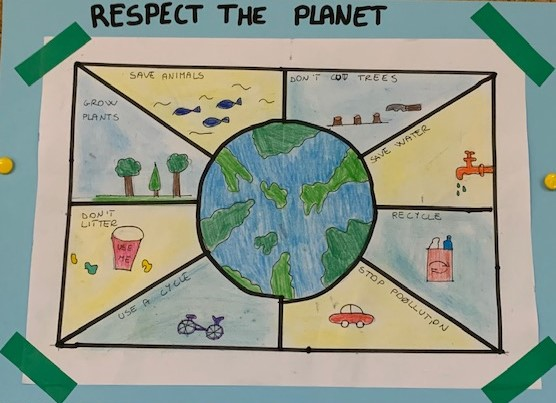 RESPECT THE PLANET
SAVE ANIMALS
DON'T CUT TREES
GROW
PLANTS
SAVE WATER
DON'T
LITTER
USE
ME
RECYCLE
USE A CYCLE
STOP POOLLUTION